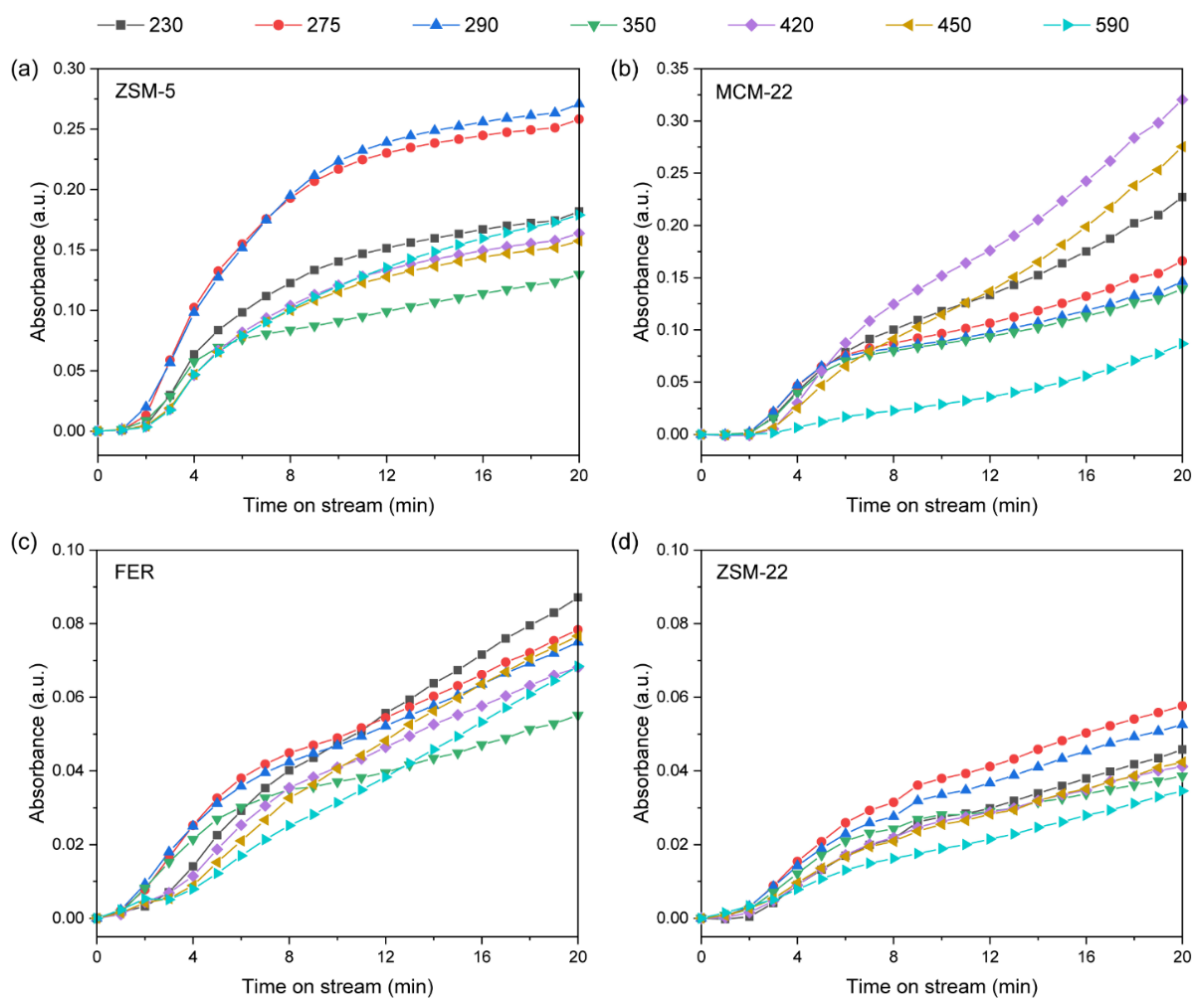 230 275 290 350 420 450 590
(a) (b)
ZSM-5 MCM-22
0.30 0.35
0.25 0.30
0.20 0.25
0.15 0.20
0.10 0.15
0.05 0.10
0.00 0.05
0.00
Absorbance (a.u.) Absorbance (a.u.)
0 4 8 12 16 20 0 4 8 12 16 20
Time on stream (min) Time on stream (min)
(c) (d)
FER ZSM-22
0.10 0.10
0.08 0.08
0.06 0.06
0.04 0.04
0.02 0.02
0.00 0.00
Absorbance (a.u.) Absorbance (a.u.)
0 4 8 12 16 20 0 4 8 12 16 20
Time on stream (min) Time on stream (min)